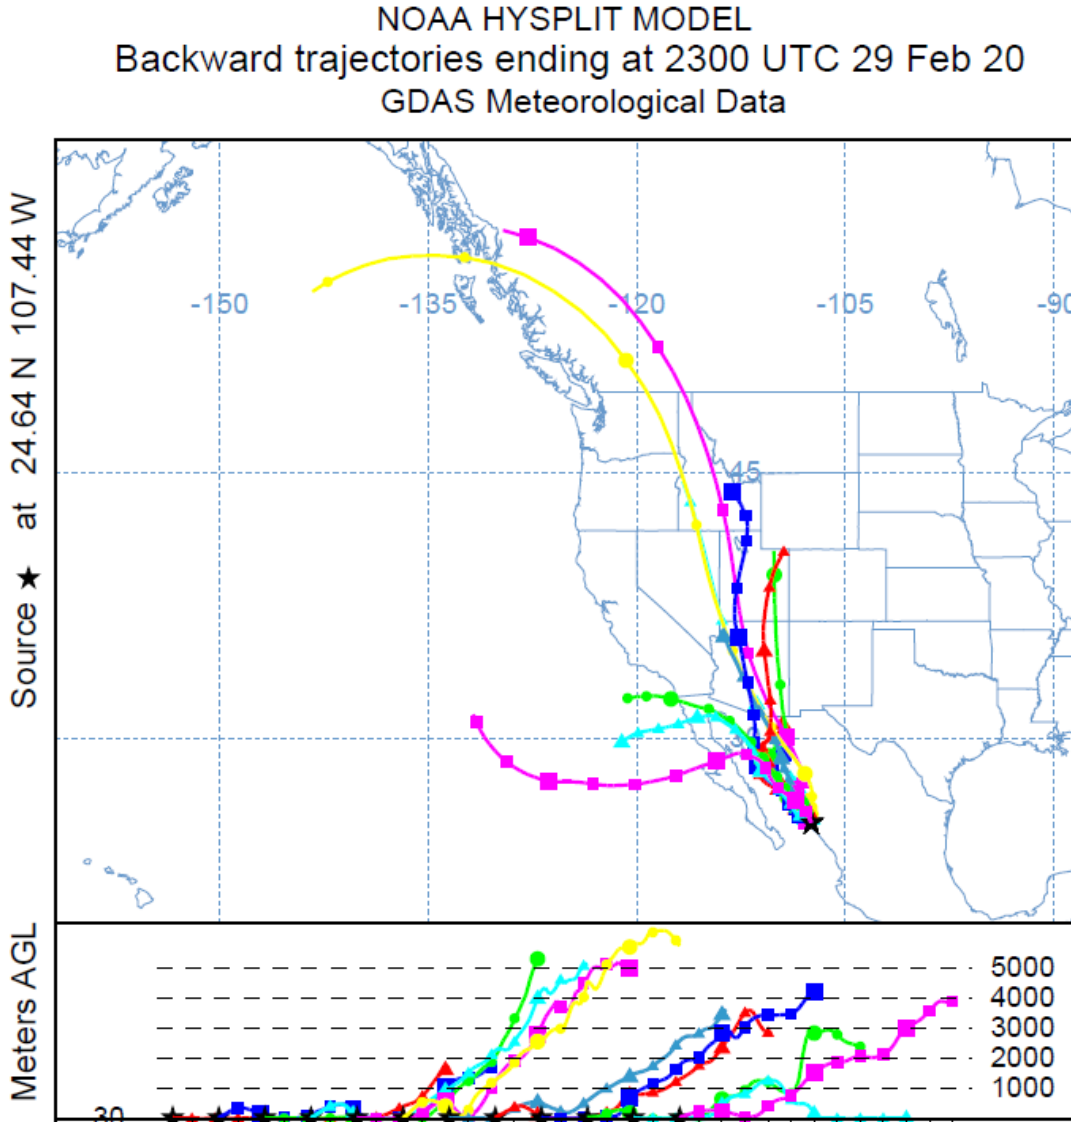 NOAA HYSPLIT MODEL
Backward trajectories ending at 2300 UTC 29 Feb 20
GDAS Meteorological Data
Source ★ at 24.64 N 107.44 W
-150 -135 -120 -105 -90
45
Meters AGL
5000
4000
3000
2000
1000
30